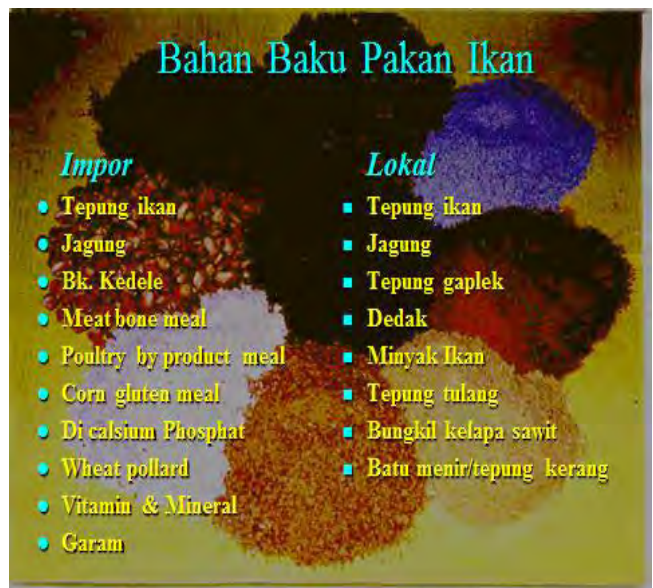 Bahan Baku Pakan Ikan
Impor
Tepung ikan
Jagung
Bk. Kedele
Meat bone meal
Poultry by product meal
Corn gluten meal
Di calsium Phosphat
Wheat pollard
Vitamin & Mineral
Garam
Lokal
Tepung ikan
Jagung
Tepung gaplek
Dedak
Minyak Ikan
Tepung tulang
Bungkil kelapa sawit
Batu menir/tepung kerang